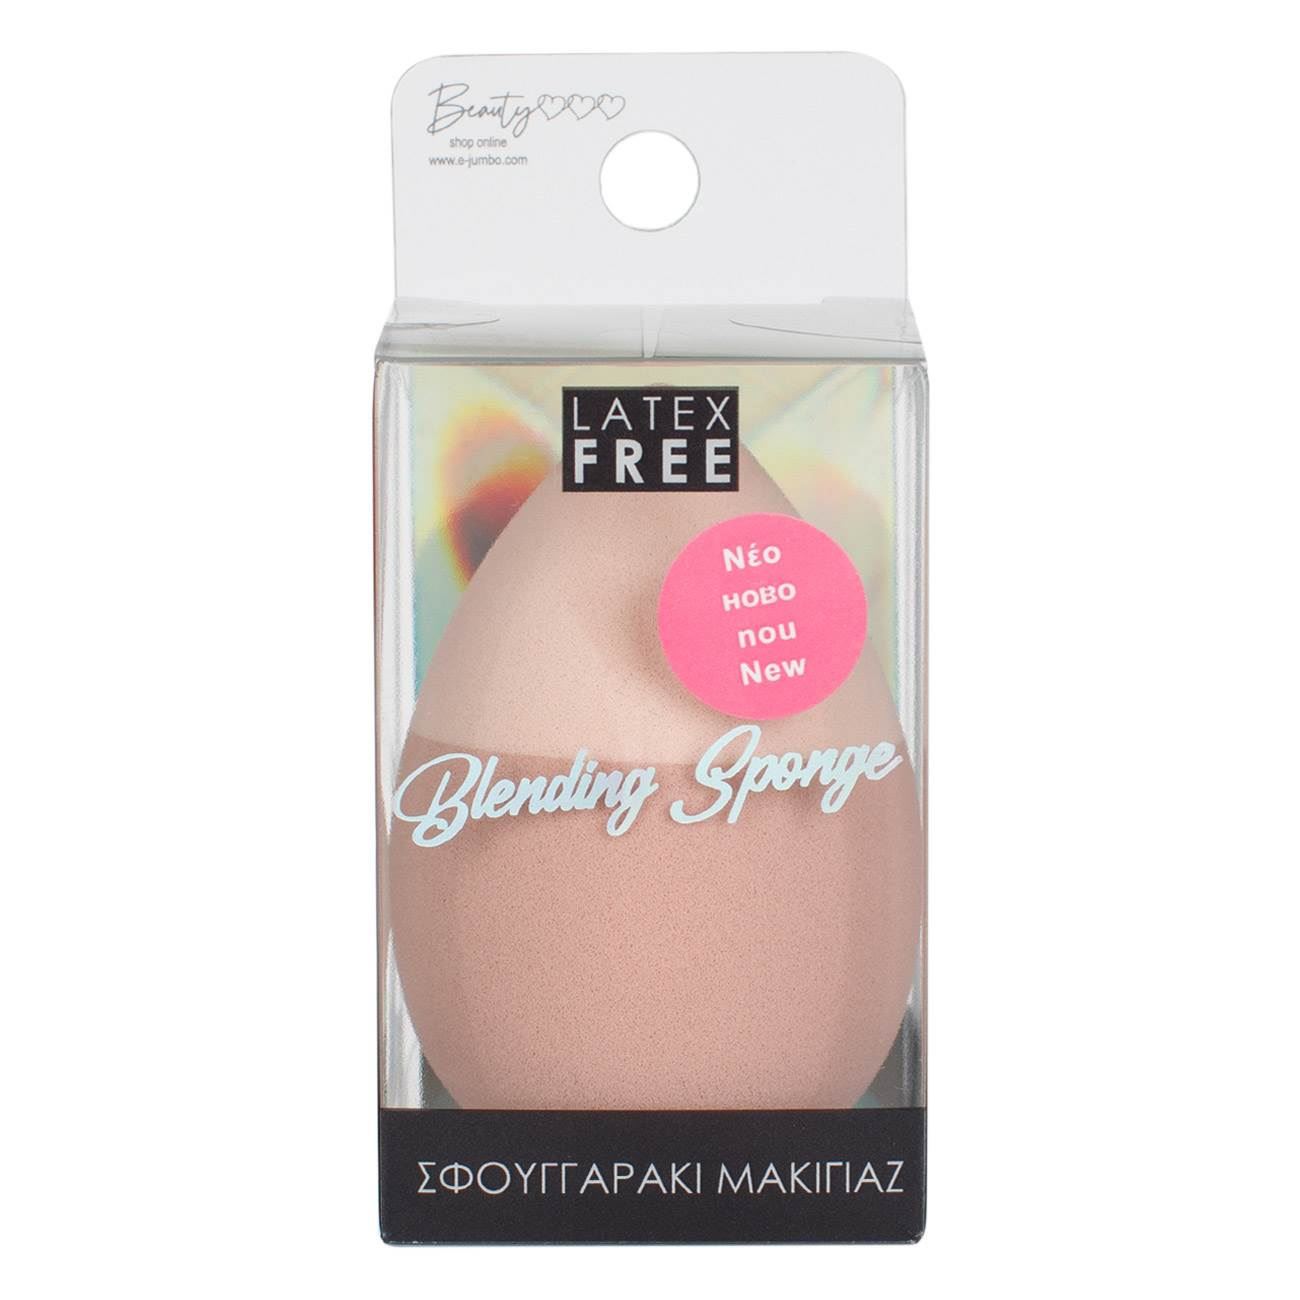 Beauty
shop online
www.e-jumbo.com
LATEX
FREE
Νέο
НОВО
nou
New
Blending Sponge
ΣΦΟΥΓΓΑΡΑΚΙ ΜΑΚΙΓΙΑΖ